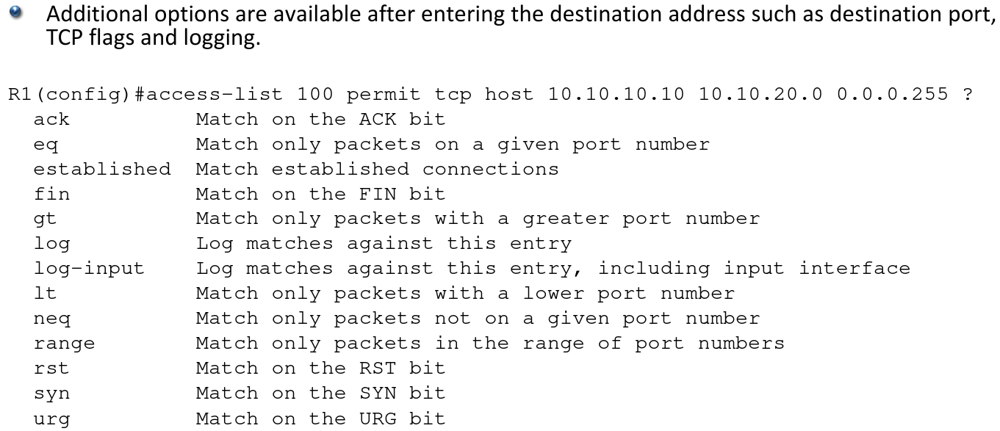 Additional options are available after entering the destination address such as destination port,
TCP flags and logging.
R1(config)#access-list 100 permit tcp host 10.10.10.10 10.10.20.0 0.0.0.255 ?
ack Match on the ACK bit
eq Match only packets on a given port number
established Match established connections
fin Match on the FIN bit
gt Match only packets with a greater port number
log Log matches against this entry
log-input Log matches against this entry, including input interface
lt Match only packets with a lower port number
neq Match only packets not on a given port number
range Match only packets in the range of port numbers
rst Match on the RST bit
syn Match on the SYN bit
urg Match on the URG bit